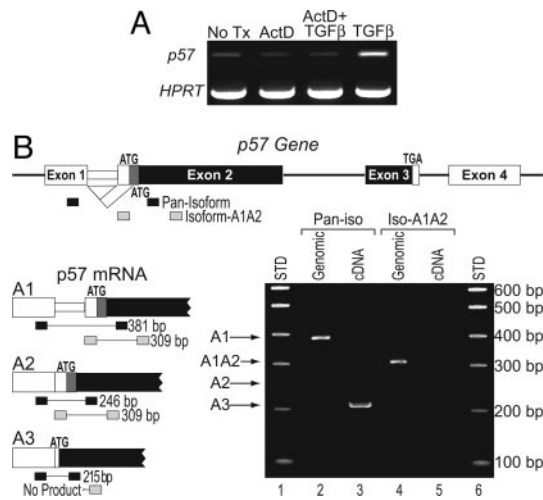 A
No Tx ActD ActD+ TGFβ TGFβ
p57
HPRT
B
p57 Gene
Exon 1 ATG Exon 2 Exon 3 TGA Exon 4
ATG
Pan-Isoform
Isoform-A1A2
p57 mRNA
A1 ATG
381 bp
309 bp
A2 ATG
246 bp
309 bp
A3 ATG
215bp
No Product
Pan-iso Iso-A1A2
STD Genomic cDNA Genomic cDNA STD
A1
A1A2
A2
A3
600 bp
500 bp
400 bp
300 bp
200 bp
100 bp
1 2 3 4 5 6